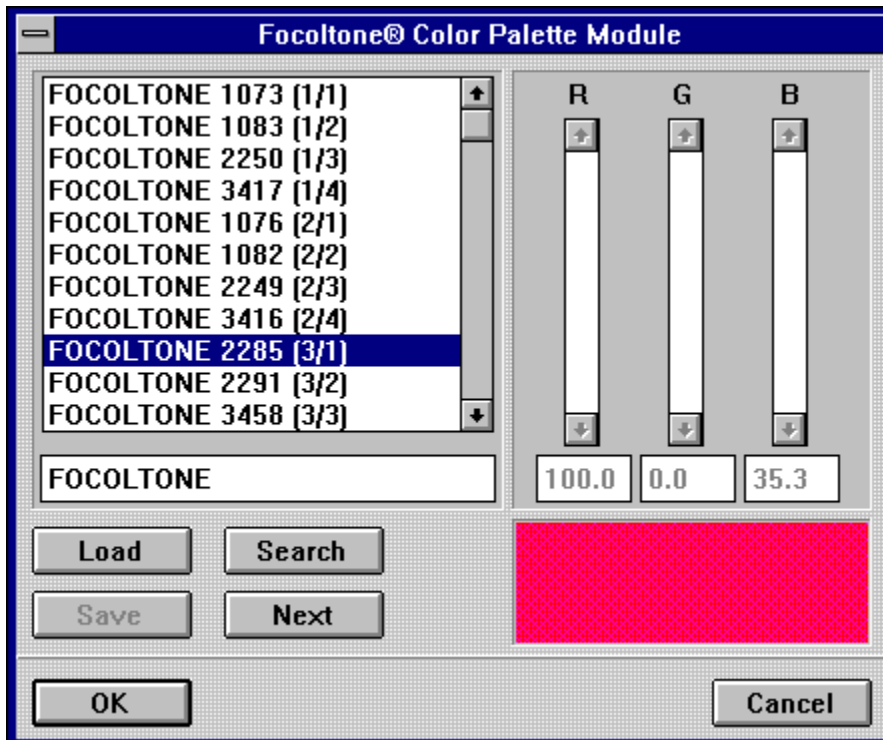 Focoltone® Color Palette Module
FOCOLTONE 1073 (1/1)
FOCOLTONE 1083 (1/2)
FOCOLTONE 2250 (1/3)
FOCOLTONE 3417 (1/4)
FOCOLTONE 1076 (2/1)
FOCOLTONE 1082 (2/2)
FOCOLTONE 2249 (2/3)
FOCOLTONE 3416 (2/4)
FOCOLTONE 2285 (3/1)
FOCOLTONE 2291 (3/2)
FOCOLTONE 3458 (3/3)
FOCOLTONE
R G B
100.0 0.0 35.3
Load Search
Save Next
OK Cancel